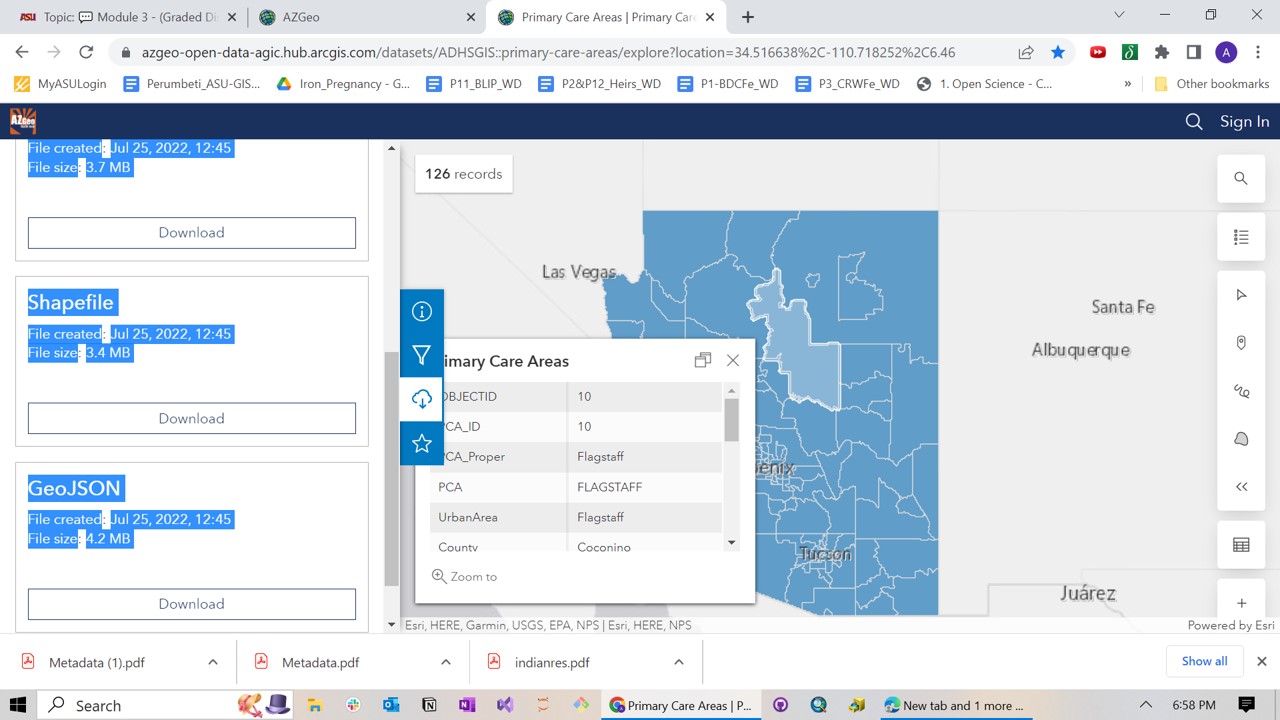 Topic: 💬 Module 3 - (Graded Di
AZGeo
Primary Care Areas | Primary Car
azgeo-open-data-agic.hub.arcgis.com/datasets/ADHSGIS::primary-care-areas/explore?location=34.516638%2C-110.718252%2C6.46
A
MyASULogin
Perumbeti_ASU-GIS...
Iron_Pregnancy - G...
P11_BLIP_WD
P2&P12_Heirs_WD
P1-BDCFe_WD
P3_CRWFe_WD
1. Open Science - C...
»
Other bookmarks
AZGeo
Sign In
File created: Jul 25, 2022, 12:45
File size: 3.7 MB
Download
Shapefile
File created: Jul 25, 2022, 12:45
File size: 3.4 MB
Download
GeoJSON
File created: Jul 25, 2022, 12:45
File size: 4.2 MB
Download
126 records
Las Vegas
Santa Fe
Albuquerque
enix
Tucson
Juárez
imary Care Areas
OBJECTID 10
PCA_ID 10
PCA_Proper Flagstaff
PCA FLAGSTAFF
UrbanArea Flagstaff
County Coconino
Zoom to
Esri, HERE, Garmin, USGS, EPA, NPS | Esri, HERE, NPS
Powered by Esri
Metadata (1).pdf
Metadata.pdf
indianres.pdf
Show all
Search
Primary Care Areas | P...
New tab and 1 more ...
6:58 PM